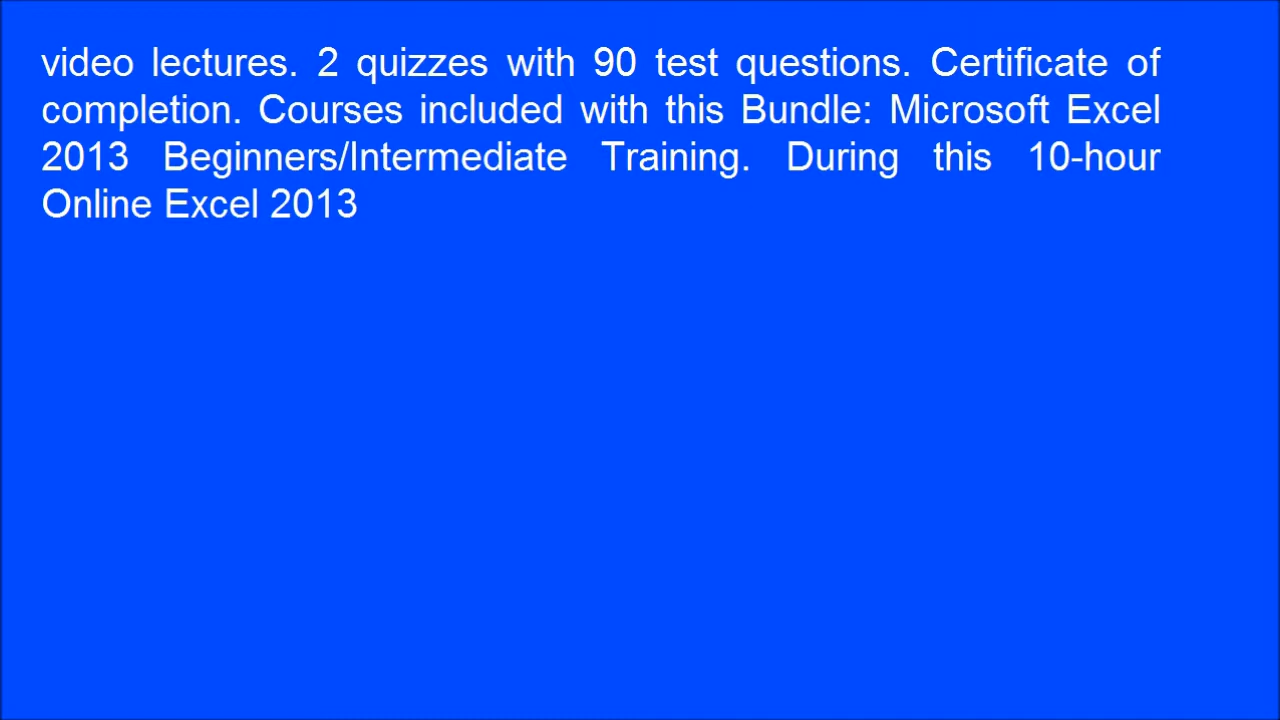 video lectures. 2 quizzes with 90 test questions. Certificate of
completion. Courses included with this Bundle: Microsoft Excel
2013 Beginners/Intermediate Training. During this 10-hour
Online Excel 2013